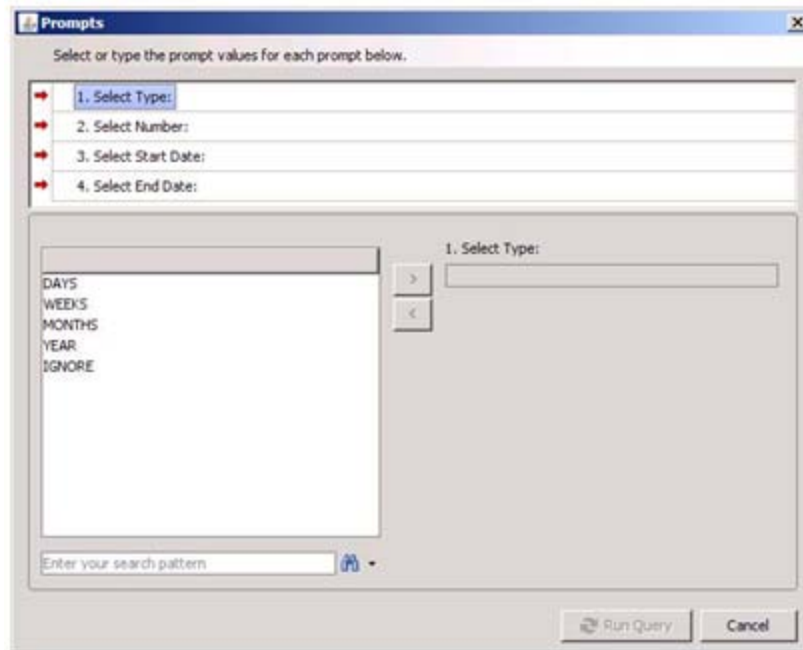 Prompts
Select or type the prompt values for each prompt below.
1. Select Type:
2. Select Number:
3. Select Start Date:
4. Select End Date:
1. Select Type:
DAYS
WEEKS
MONTHS
YEAR
IGNORE
Enter your search pattern
Run Query Cancel